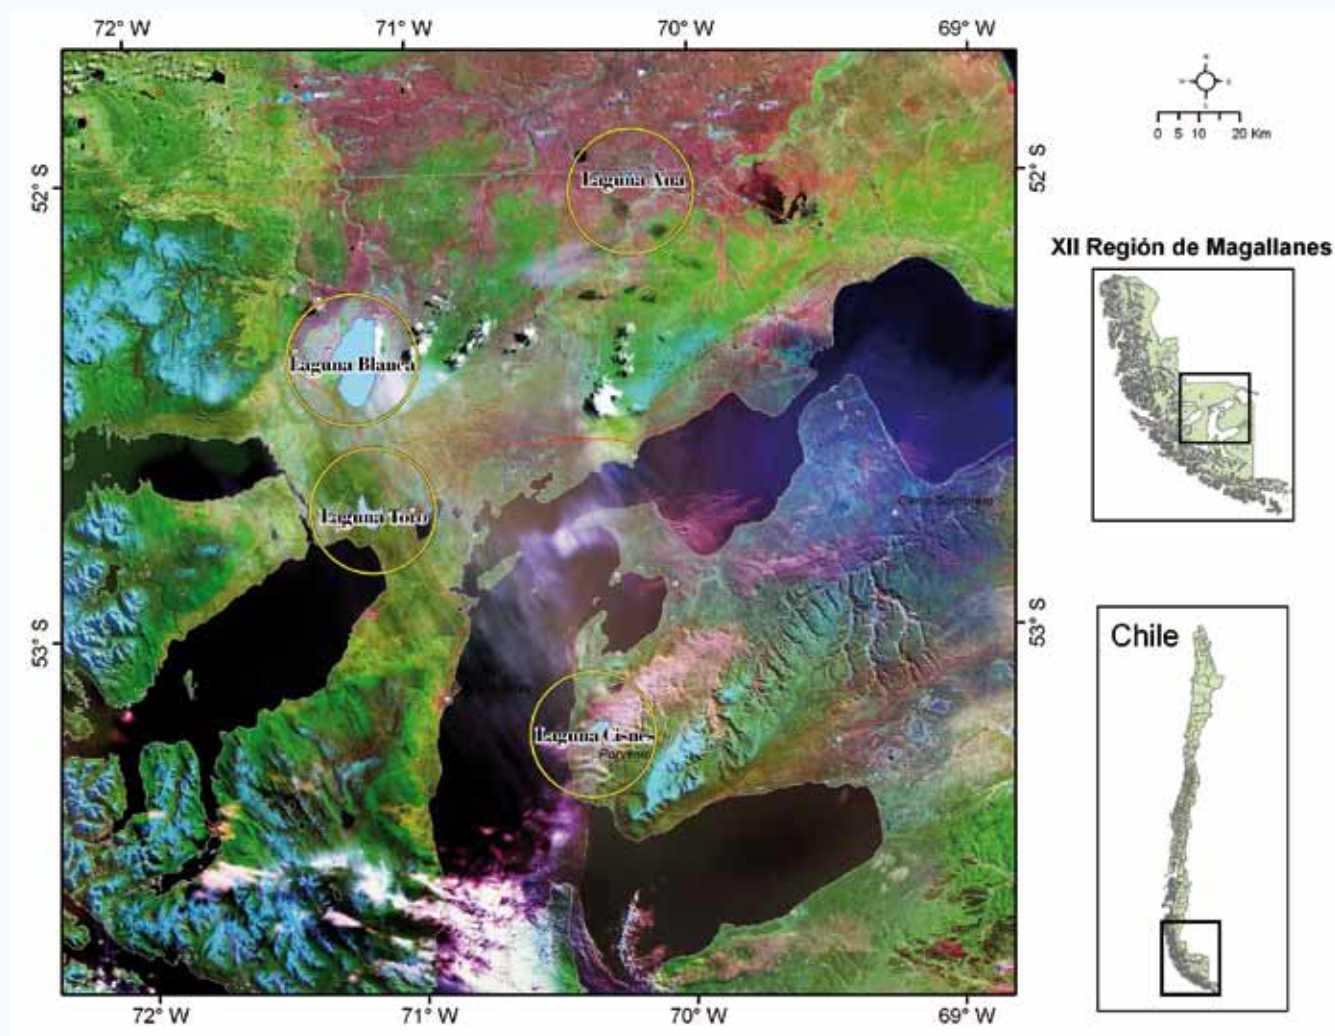 72° W 71° W 70° W 69° W
52° S
52° S
Laguna Ana
XII Región de Magallanes
Laguna Blanca
Laguna Toro
53° S
53° S
Laguna Cisnes
Porvenir
Chile
72° W 71° W 70° W 69° W
N
W E
S
0 5 10 20 Km